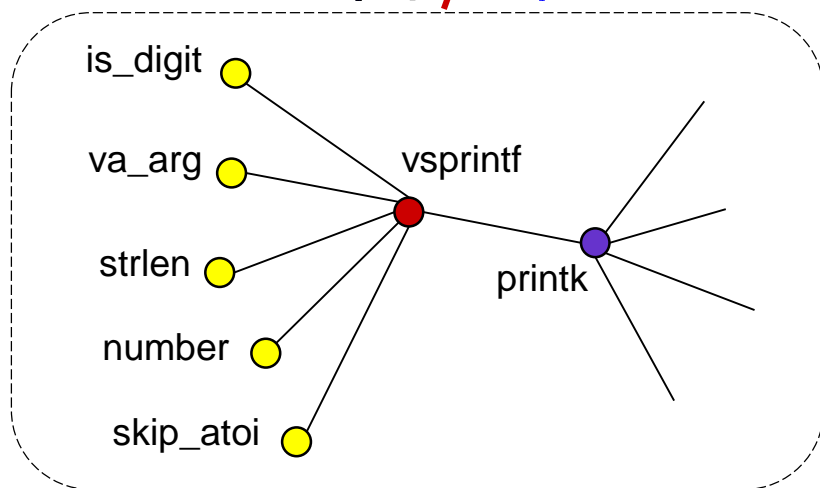 is_digit
va_arg
vsprintf
strlen
printk
number
skip_atoi